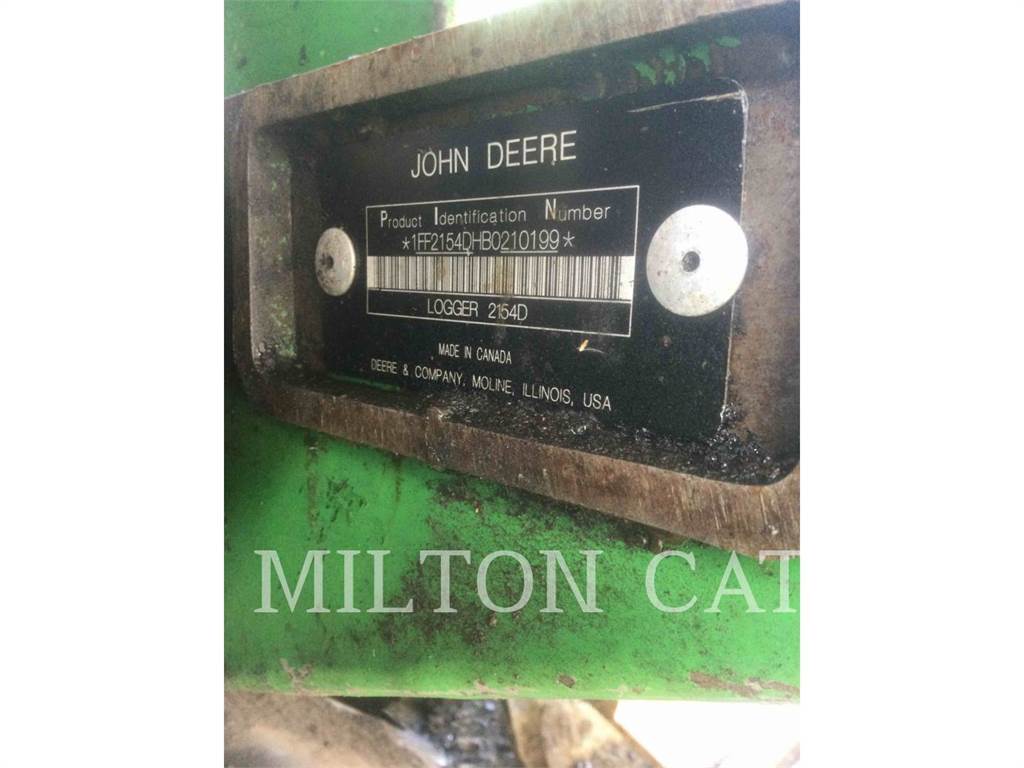 JOHN DEERE
Product Identification Number
*1FF2154DHB0210199*
LOGGER 2154D
MADE IN CANADA
DEERE & COMPANY, MOLINE, ILLINOIS, USA
MILTON CAT